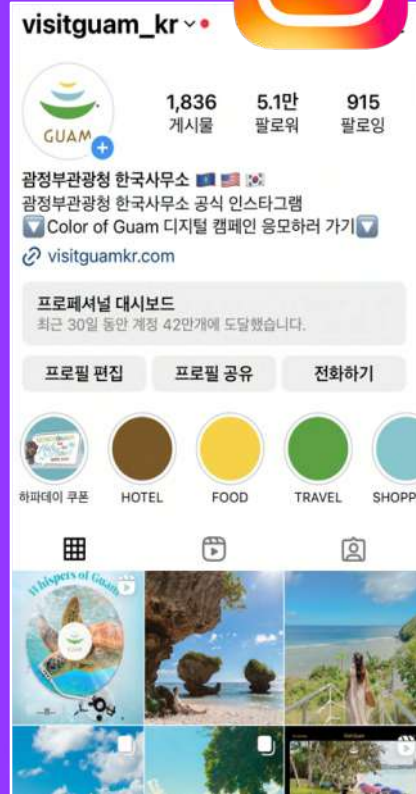 visitguam_kr
1,836 5.1만 915
게시물 팔로워 팔로잉
GUAM
괌정부관광청 한국사무소 🇬🇺 🇺🇸 🇰🇷
괌정부관광청 한국사무소 공식 인스타그램
🔽Color of Guam 디지털 캠페인 응모하러 가기🔽
visitguamkr.com
프로페셔널 대시보드
최근 30일 동안 계정 42만개에 도달했습니다.
프로필 편집 프로필 공유 전화하기
하파데이 쿠폰 HOTEL FOOD TRAVEL SHOPP
Whispers of Guam
GUAM